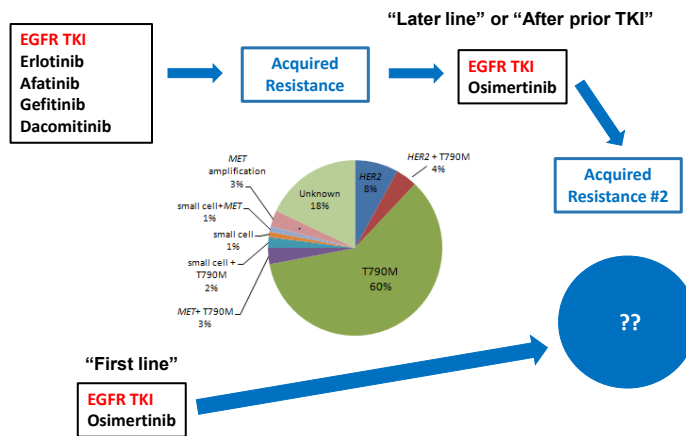 “Later line” or “After prior TKI”
EGFR TKI
Erlotinib
Afatinib
Gefitinib
Dacomitinib
Acquired
Resistance
EGFR TKI
Osimertinib
Acquired
Resistance #2
MET
amplification
3%
Unknown
18%
HER2
8%
HER2 + T790M
4%
small cell+MET
1%
small cell
1%
small cell +
T790M
2%
MET+ T790M
3%
T790M
60%
??
“First line”
EGFR TKI
Osimertinib